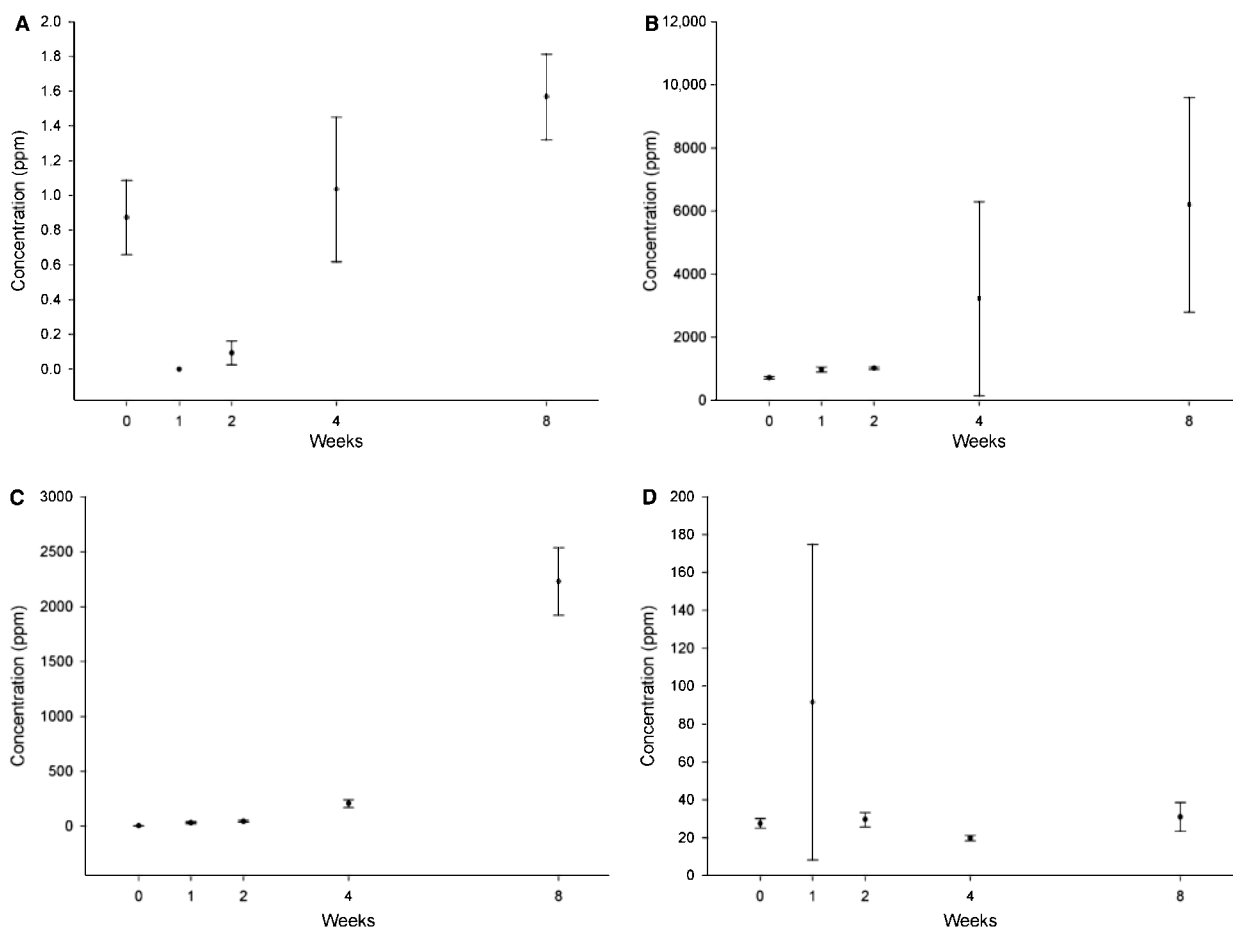 A
Concentration (ppm)
2.0
1.8
1.6
1.4
1.2
1.0
0.8
0.6
0.4
0.2
0.0
0 1 2 4 8
Weeks
B
Concentration (ppm)
12,000
10,000
8000
6000
4000
2000
0
0 1 2 4 8
Weeks
C
Concentration (ppm)
3000
2500
2000
1500
1000
500
0
0 1 2 4 8
Weeks
D
Concentration (ppm)
200
180
160
140
120
100
80
60
40
20
0
0 1 2 4 8
Weeks